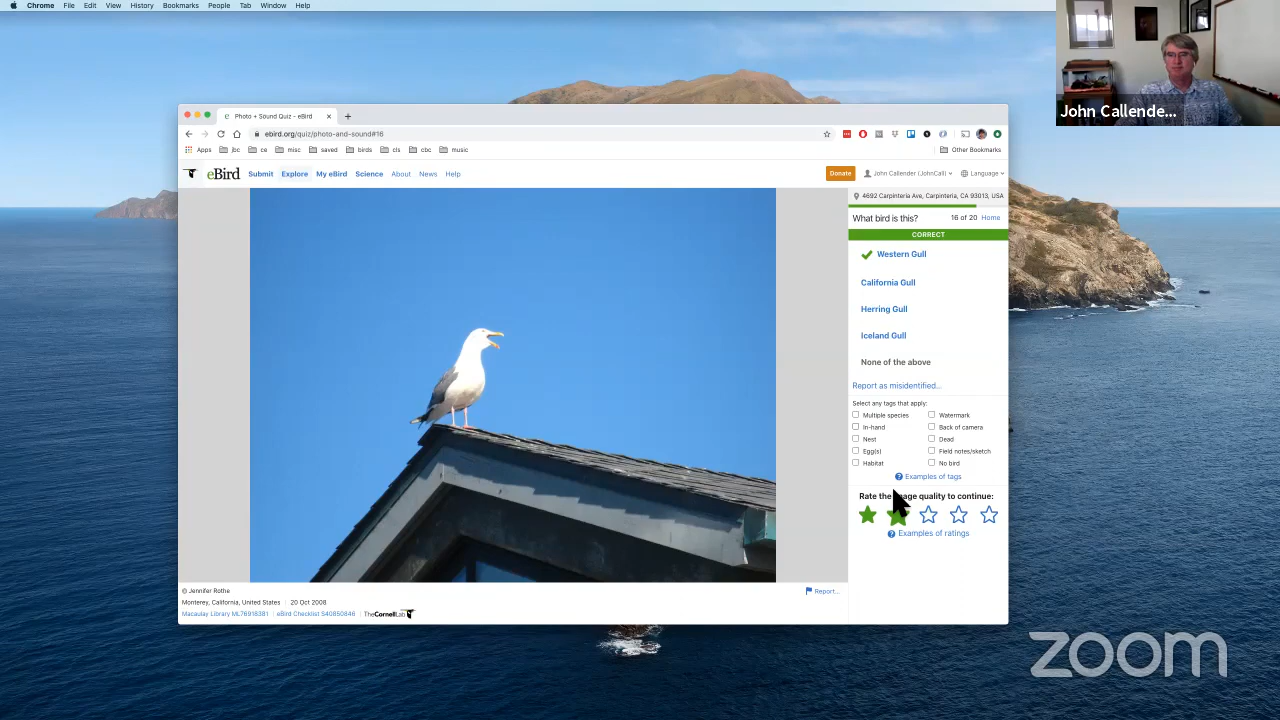 Chrome File Edit View History Bookmarks People Tab Window Help
John Callende...
Photo + Sound Quiz - eBird
ebird.org/quiz/photo-and-sound#16
Apps jbc ce misc saved birds cls cbc music Other Bookmarks
eBird Submit Explore My eBird Science About News Help Donate John Callender (JohnCall) Language
4692 Carpinteria Ave, Carpinteria, CA 93013, USA
What bird is this? 16 of 20 Home
CORRECT
Western Gull
California Gull
Herring Gull
Iceland Gull
None of the above
Report as misidentified...
Select any tags that apply:
Multiple species Watermark
In-hand Back of camera
Nest Dead
Egg(s) Field notes/sketch
Habitat No bird
Examples of tags
Rate the image quality to continue:
Examples of ratings
© Jennifer Rothe
Report...
Monterey, California, United States 20 Oct 2008
Macaulay Library ML76918381 eBird Checklist S40850846 TheCornellLab
zoom